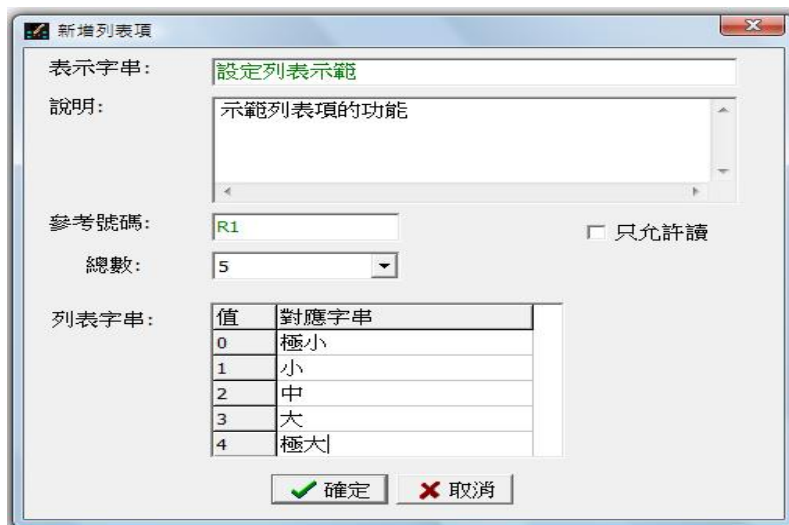 新增列表項
表示字串: 設定列表示範
說明: 示範列表項的功能
參考號碼: R1 只允許讀
總數: 5
列表字串: 值 對應字串
0 極小
1 小
2 中
3 大
4 極大
確定 取消